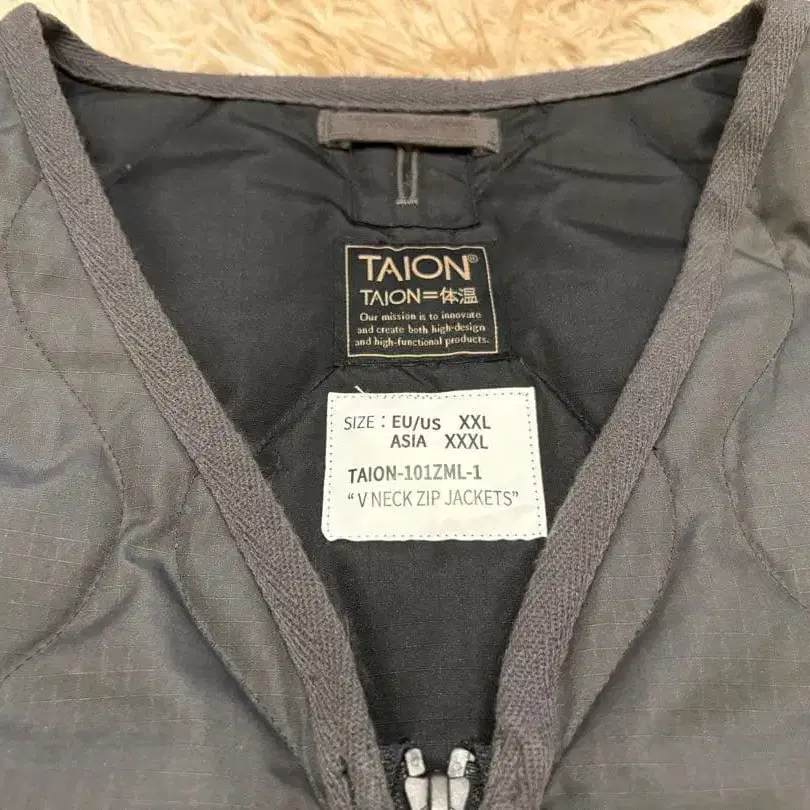 TAION®
TAION=体温
Our mission is to innovate
and create both high-design
and high-functional products.
SIZE : EU/US XXL
ASIA XXXL
TAION-101ZML-1
“V NECK ZIP JACKETS”